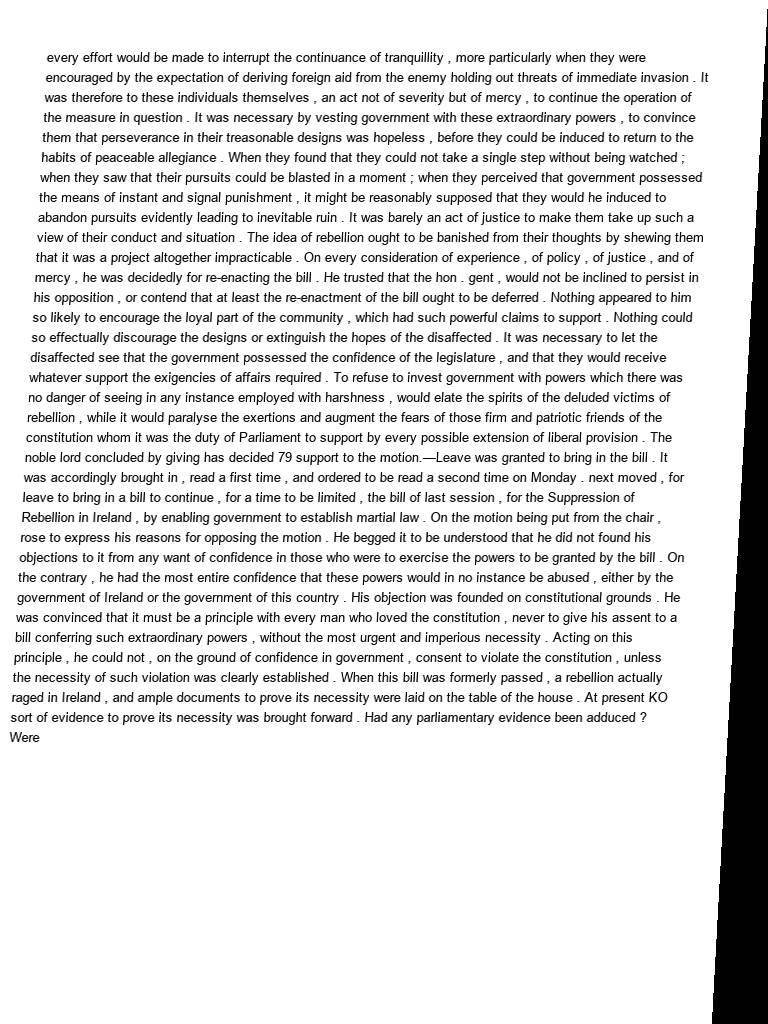 every effort would be made to interrupt the continuance of tranquillity , more particularly when they were
encouraged by the expectation of deriving foreign aid from the enemy holding out threats of immediate invasion . It
was therefore to these individuals themselves , an act not of severity but of mercy , to continue the operation of
the measure in question . It was necessary by vesting government with these extraordinary powers , to convince
them that perseverance in their treasonable designs was hopeless , before they could be induced to return to the
habits of peaceable allegiance . When they found that they could not take a single step without being watched ;
when they saw that their pursuits could be blasted in a moment ; when they perceived that government possessed
the means of instant and signal punishment , it might be reasonably supposed that they would he induced to
abandon pursuits evidently leading to inevitable ruin . It was barely an act of justice to make them take up such a
view of their conduct and situation . The idea of rebellion ought to be banished from their thoughts by shewing them
that it was a project altogether impracticable . On every consideration of experience , of policy , of justice , and of
mercy , he was decidedly for re-enacting the bill . He trusted that the hon . gent , would not be inclined to persist in
his opposition , or contend that at least the re-enactment of the bill ought to be deferred . Nothing appeared to him
so likely to encourage the loyal part of the community , which had such powerful claims to support . Nothing could
so effectually discourage the designs or extinguish the hopes of the disaffected . It was necessary to let the
disaffected see that the government possessed the confidence of the legislature , and that they would receive
whatever support the exigencies of affairs required . To refuse to invest government with powers which there was
no danger of seeing in any instance employed with harshness , would elate the spirits of the deluded victims of
rebellion , while it would paralyse the exertions and augment the fears of those firm and patriotic friends of the
constitution whom it was the duty of Parliament to support by every possible extension of liberal provision . The
noble lord concluded by giving has decided 79 support to the motion.—Leave was granted to bring in the bill . It
was accordingly brought in , read a first time , and ordered to be read a second time on Monday . next moved , for
leave to bring in a bill to continue , for a time to be limited , the bill of last session , for the Suppression of
Rebellion in Ireland , by enabling government to establish martial law . On the motion being put from the chair ,
rose to express his reasons for opposing the motion . He begged it to be understood that he did not found his
objections to it from any want of confidence in those who were to exercise the powers to be granted by the bill . On
the contrary , he had the most entire confidence that these powers would in no instance be abused , either by the
government of Ireland or the government of this country . His objection was founded on constitutional grounds . He
was convinced that it must be a principle with every man who loved the constitution , never to give his assent to a
bill conferring such extraordinary powers , without the most urgent and imperious necessity . Acting on this
principle , he could not , on the ground of confidence in government , consent to violate the constitution , unless
the necessity of such violation was clearly established . When this bill was formerly passed , a rebellion actually
raged in Ireland , and ample documents to prove its necessity were laid on the table of the house . At present KO
sort of evidence to prove its necessity was brought forward . Had any parliamentary evidence been adduced ?
Were